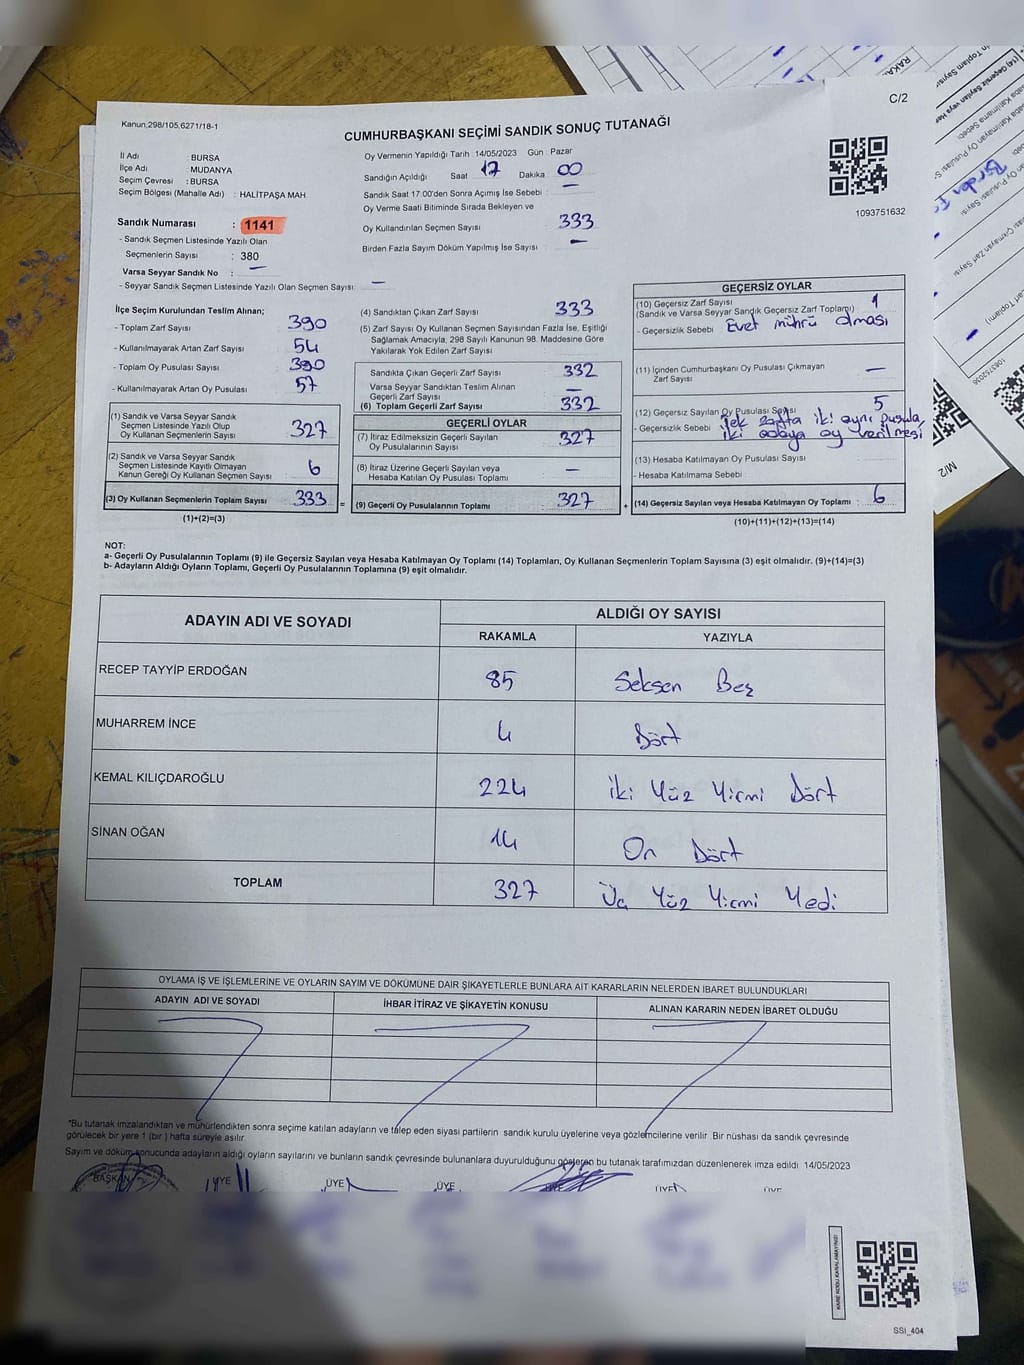 C/2
Kanun,298/105,6271/18-1
CUMHURBAŞKANI SEÇİMİ SANDIK SONUÇ TUTANAĞI
İl Adı : BURSA
İlçe Adı : MUDANYA
Seçim Çevresi : BURSA
Seçim Bölgesi (Mahalle Adı) : HALİTPAŞA MAH
Sandık Numarası : 1141
- Sandık Seçmen Listesinde Yazılı Olan
Seçmenlerin Sayısı : 380
Varsa Seyyar Sandık No : —
- Seyyar Sandık Seçmen Listesinde Yazılı Olan Seçmen Sayısı: —
Oy Vermenin Yapıldığı Tarih : 14/05/2023 Gün : Pazar
Sandığın Açıldığı Saat 17 Dakika 00
Sandık Saat 17:00'den Sonra Açımış İse Sebebi : —
Oy Verme Saati Bitiminde Sırada Bekleyen ve
Oy Kullandırılan Seçmen Sayısı : 333
Birden Fazla Sayım Döküm Yapılmış İse Sayısı : —
1093751632
İlçe Seçim Kurulundan Teslim Alınan;
- Toplam Zarf Sayısı : 390
- Kullanılmayarak Artan Zarf Sayısı : 54
- Toplam Oy Pusulası Sayısı : 390
- Kullanılmayarak Artan Oy Pusulası : 57
(1) Sandık ve Varsa Seyyar Sandık
Seçmen Listesinde Yazılı Olup
Oy Kullanan Seçmenlerin Sayısı : 327
(2) Sandık ve Varsa Seyyar Sandık
Seçmen Listesinde Kayıtlı Olmayan
Kanun Gereği Oy Kullanan Seçmen Sayısı : 6
(3) Oy Kullanan Seçmenlerin Toplam Sayısı : 333 =
(1)+(2)=(3)
(4) Sandıktan Çıkan Zarf Sayısı : 333
(5) Zarf Sayısı Oy Kullanan Seçmen Sayısından Fazla İse, Eşitliği
Sağlamak Amacıyla, 298 Sayılı Kanunun 98. Maddesine Göre
Yakılarak Yok Edilen Zarf Sayısı :
Sandıkta Çıkan Geçerli Zarf Sayısı : 332
Varsa Seyyar Sandıktan Teslim Alınan
Geçerli Zarf Sayısı : —
(6) Toplam Geçerli Zarf Sayısı : 332
GEÇERLİ OYLAR
(7) İtiraz Edilmeksizin Geçerli Sayılan
Oy Pusulalarının Sayısı : 327
(8) İtiraz Üzerine Geçerli Sayılan veya
Hesaba Katılan Oy Pusulası Toplamı : —
(9) Geçerli Oy Pusulalarının Toplamı : 327 +
GEÇERSİZ OYLAR
(10) Geçersiz Zarf Sayısı : 1
(Sandık ve Varsa Seyyar Sandık Geçersiz Zarf Toplamı)
- Geçersizlik Sebebi : Evet mührü olması
(11) İçinden Cumhurbaşkanı Oy Pusulası Çıkmayan
Zarf Sayısı : —
(12) Geçersiz Sayılan Oy Pusulası Sayısı : 5
- Geçersizlik Sebebi : Tek zarfta iki ayrı pusula,
iki adaya oy verilmesi
(13) Hesaba Katılmayan Oy Pusulası Sayısı :
- Hesaba Katılmama Sebebi :
(14) Geçersiz Sayılan veya Hesaba Katılmayan Oy Toplamı : 6
(10)+(11)+(12)+(13)=(14)
NOT:
a- Geçerli Oy Pusulalarının Toplamı (9) ile Geçersiz Sayılan veya Hesaba Katılmayan Oy Toplamı (14) Toplamları, Oy Kullanan Seçmenlerin Toplam Sayısına (3) eşit olmalıdır. (9)+(14)=(3)
b- Adayların Aldığı Oyların Toplamı, Geçerli Oy Pusulalarının Toplamına (9) eşit olmalıdır.
ADAYIN ADI VE SOYADI ALDIĞI OY SAYISI
RAKAMLA YAZIYLA
RECEP TAYYİP ERDOĞAN 85 Seksen Beş
MUHARREM İNCE 4 Dört
KEMAL KILIÇDAROĞLU 224 iki Yüz Yirmi Dört
SİNAN OĞAN 14 On Dört
TOPLAM 327 Üç Yüz Yirmi Yedi
OYLAMA İŞ VE İŞLEMLERİNE VE OYLARIN SAYIM VE DÖKÜMÜNE DAİR ŞİKAYETLERLE BUNLARA AİT KARARLARIN NELERDEN İBARET BULUNDUKLARI
ADAYIN ADI VE SOYADI İHBAR İTİRAZ VE ŞİKAYETİN KONUSU ALINAN KARARIN NEDEN İBARET OLDUĞU
*Bu tutanak imzalandıktan ve mühürlendikten sonra seçime katılan adayların ve talep eden siyasi partilerin sandık kurulu üyelerine veya gözlemcilerine verilir. Bir nüshası da sandık çevresinde
görülecek bir yere 1 (bir ) hafta süreyle asılır.
Sayım ve döküm sonucunda adayların aldığı oyların sayılarını ve bunların sandık çevresinde bulunanlara duyurulduğunu gösteren bu tutanak tarafımızdan düzenlenerek imza edildi. 14/05/2023
BAŞKAN ÜYE ÜYE ÜYE ÜYE ÜYE ÜYE
KARE KODU KARALAMAYINIZ!
SSI_404
M/2